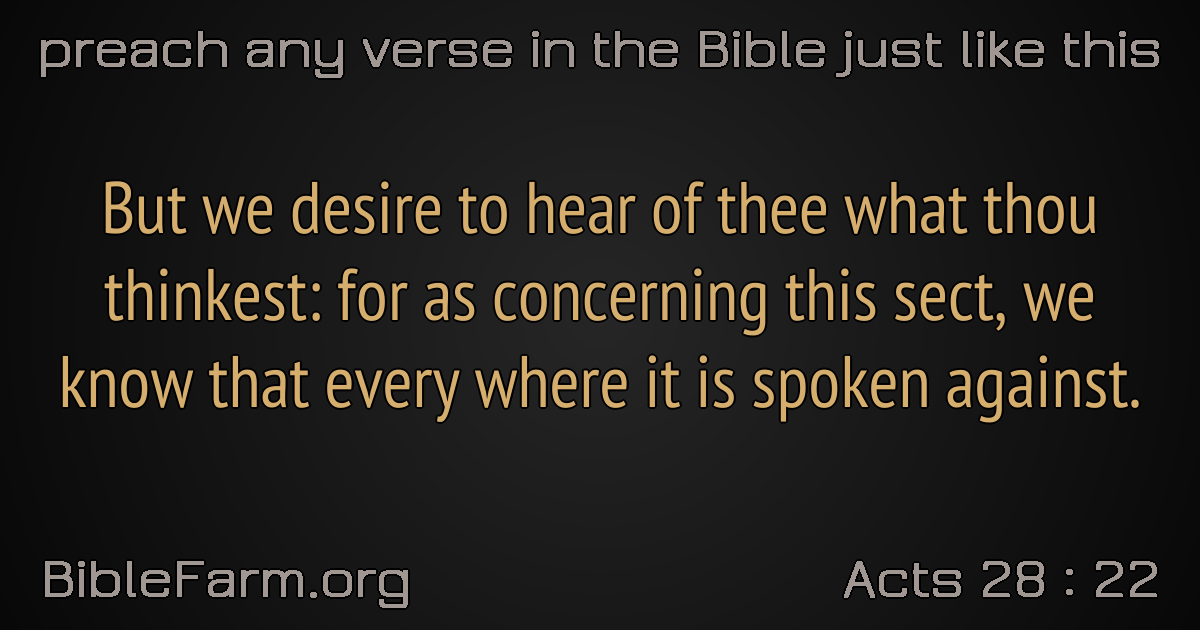 preach any verse in the Bible just like this
But we desire to hear of thee what thou
thinkest: for as concerning this sect, we
know that every where it is spoken against.
BibleFarm.org
Acts 28 : 22